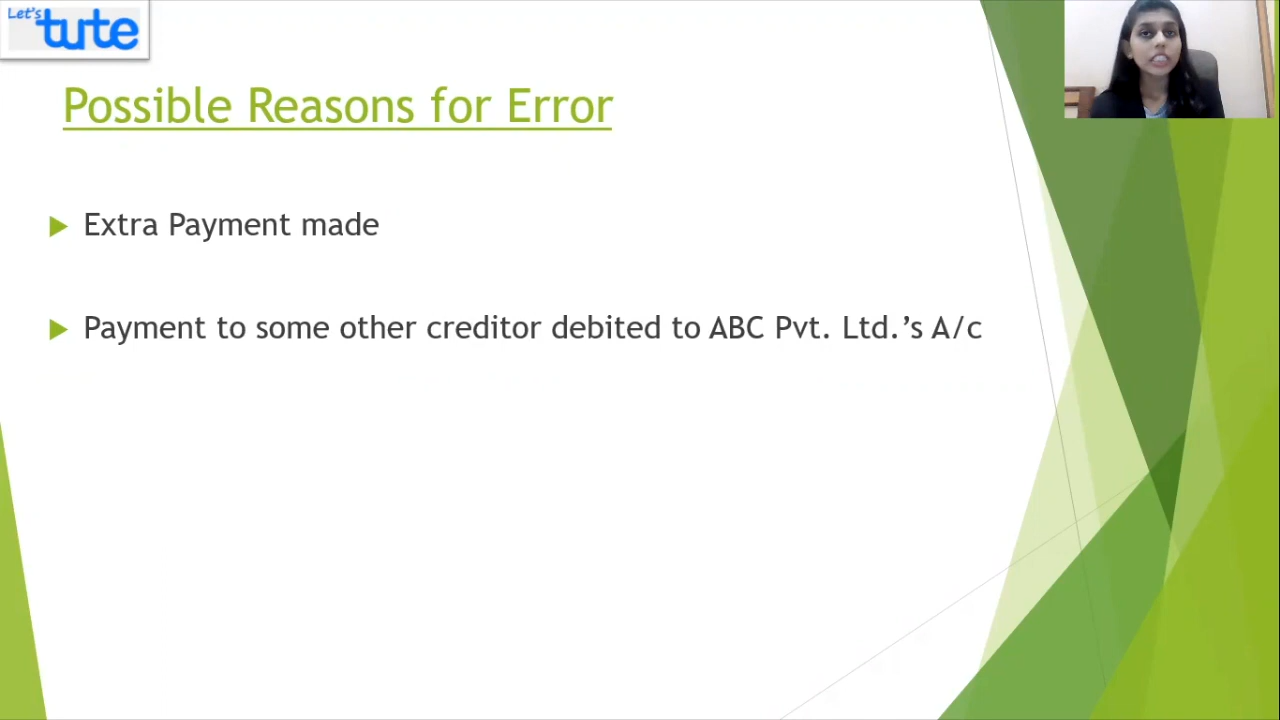 Let's
tute
Possible Reasons for Error
Extra Payment made
Payment to some other creditor debited to ABC Pvt. Ltd.’s A/c